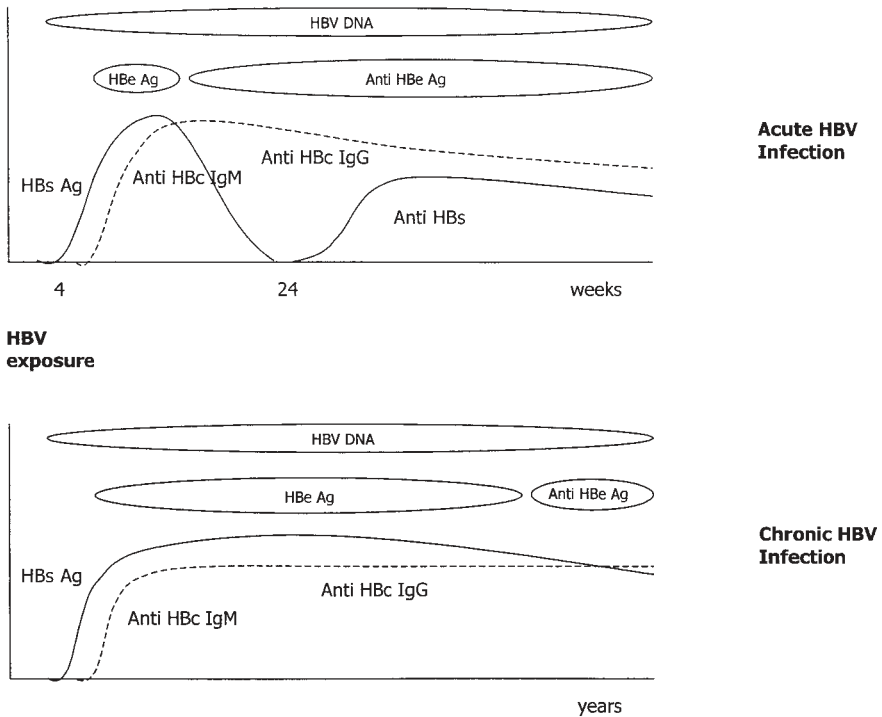 HBV DNA
HBe Ag
Anti HBe Ag
Acute HBV
Infection
Anti HBc IgG
HBs Ag
Anti HBc IgM
Anti HBs
4
24
weeks
HBV
exposure
HBV DNA
HBe Ag
Anti HBe Ag
Chronic HBV
Infection
HBs Ag
Anti HBc IgG
Anti HBc IgM
years